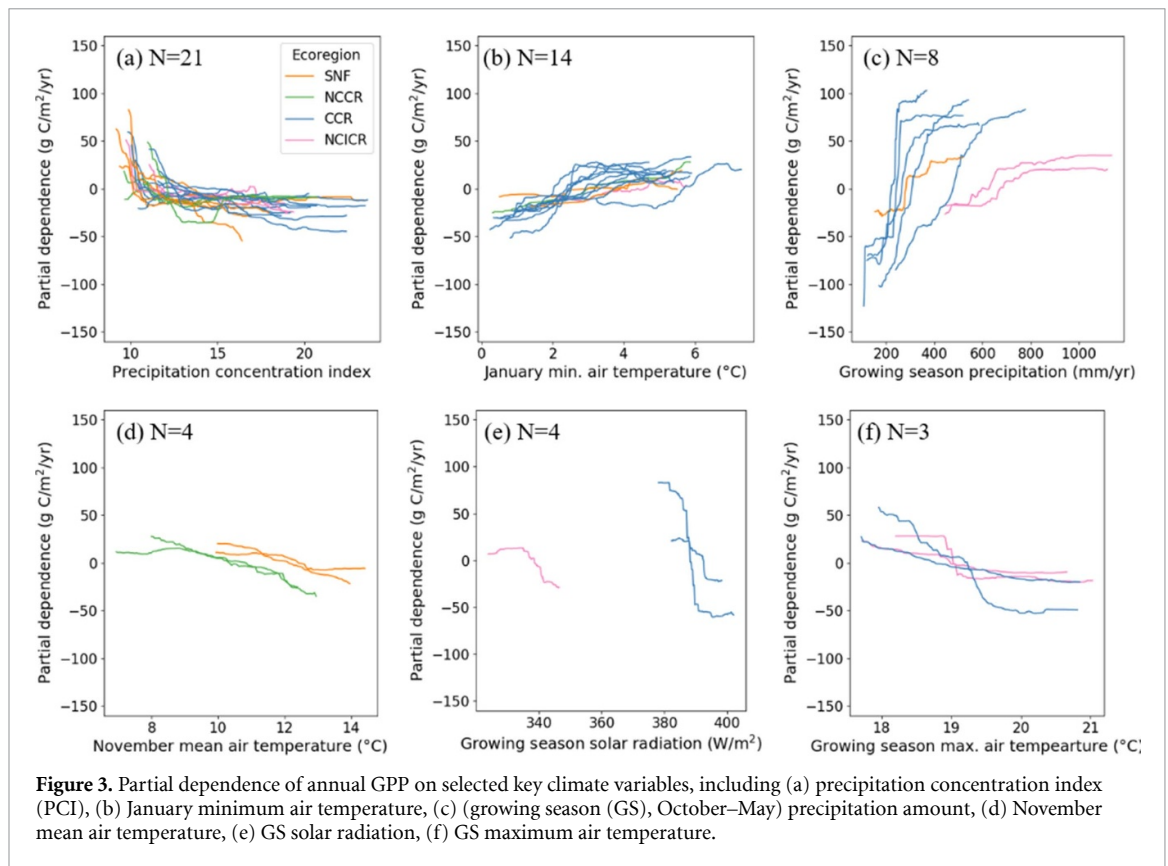 (a) N=21
Ecoregion
SNF
NCCR
CCR
NCICR
150
100
50
0
−50
−100
−150
Partial dependence (g C/m²/yr)
10 15 20
Precipitation concentration index
(b) N=14
150
100
50
0
−50
−100
−150
Partial dependence (g C/m²/yr)
0 2 4 6
January min. air temperature (°C)
(c) N=8
150
100
50
0
−50
−100
−150
Partial dependence (g C/m²/yr)
200 400 600 800 1000
Growing season precipitation (mm/yr)
(d) N=4
150
100
50
0
−50
−100
−150
Partial dependence (g C/m²/yr)
8 10 12 14
November mean air temperature (°C)
(e) N=4
150
100
50
0
−50
−100
−150
Partial dependence (g C/m²/yr)
340 360 380 400
Growing season solar radiation (W/m²)
(f) N=3
150
100
50
0
−50
−100
−150
Partial dependence (g C/m²/yr)
18 19 20 21
Growing season max. air tempearture (°C)
Figure 3. Partial dependence of annual GPP on selected key climate variables, including (a) precipitation concentration index
(PCI), (b) January minimum air temperature, (c) (growing season (GS), October–May) precipitation amount, (d) November
mean air temperature, (e) GS solar radiation, (f) GS maximum air temperature.